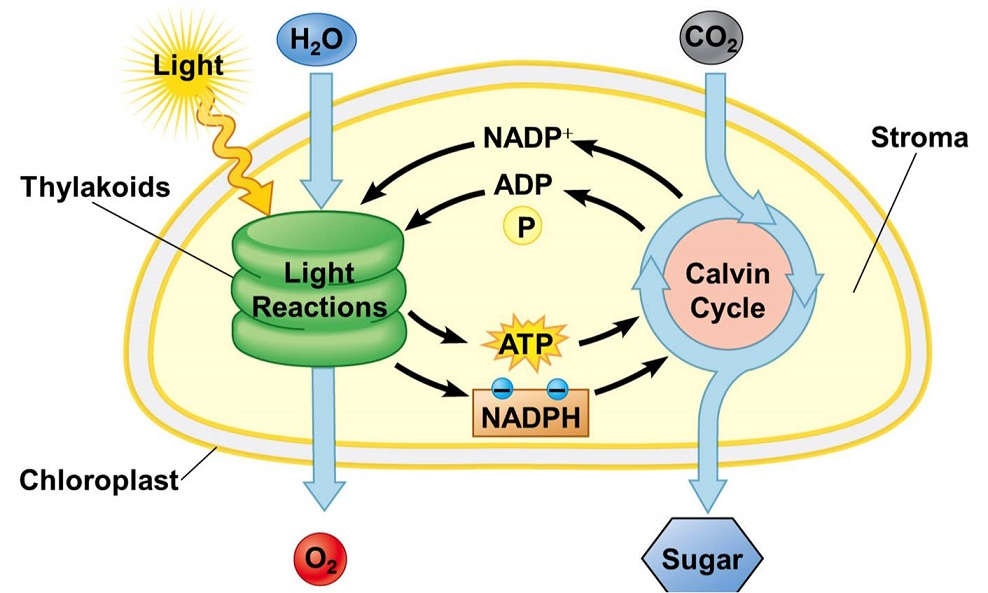 Light
H₂O
CO₂
Stroma
NADP⁺
Thylakoids
ADP
P
Light
Reactions
Calvin
Cycle
ATP
NADPH
Chloroplast
O₂
Sugar